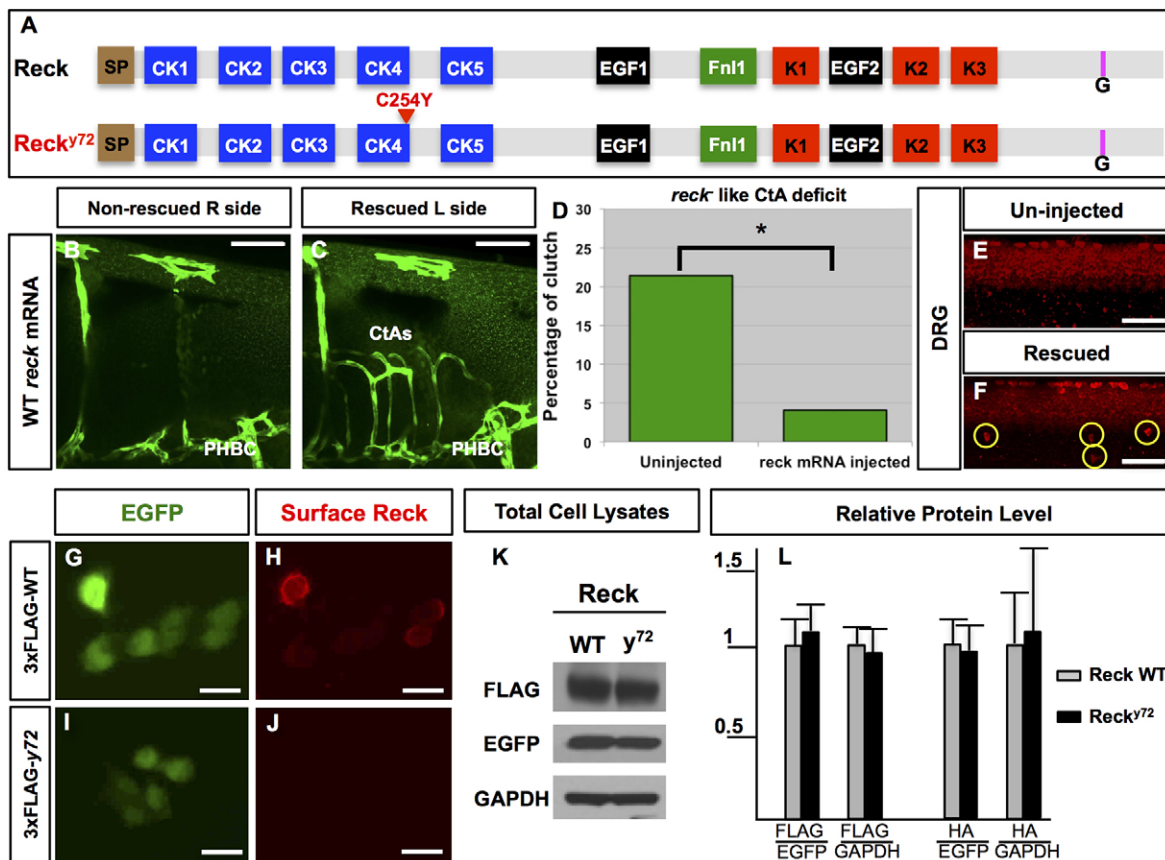 A
Reck SP CK1 CK2 CK3 CK4 CK5 EGF1 FnI1 K1 EGF2 K2 K3
G
C254Y
Reck^y72 SP CK1 CK2 CK3 CK4 CK5 EGF1 FnI1 K1 EGF2 K2 K3
G
Non-rescued R side
Rescued L side
WT reck mRNA
B
PHBC
C
CtAs
PHBC
D
reck- like CtA deficit
Percentage of clutch
30
25
20
15
10
5
0
*
Uninjected
reck mRNA injected
DRG
Un-injected
E
Rescued
F
EGFP
Surface Reck
3xFLAG-WT
G
H
3xFLAG-y72
I
J
Total Cell Lysates
K
Reck
WT y^72
FLAG
EGFP
GAPDH
Relative Protein Level
L
1.5
1
0.5
Reck WT
Reck^y72
FLAG
EGFP
FLAG
GAPDH
HA
EGFP
HA
GAPDH